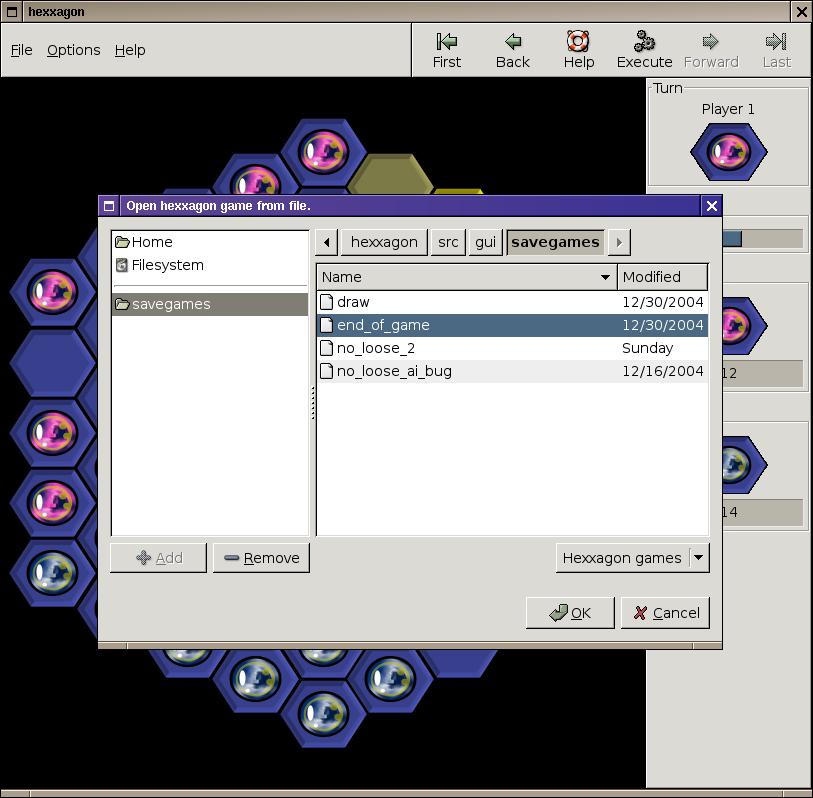 hexxagon
File Options Help
First Back Help Execute Forward Last
Turn
Player 1
Open hexxagon game from file.
Home
Filesystem
savegames
hexxagon src gui savegames
Name Modified
draw 12/30/2004
end_of_game 12/30/2004
no_loose_2 Sunday
no_loose_ai_bug 12/16/2004
12
14
Add Remove
Hexxagon games
OK Cancel